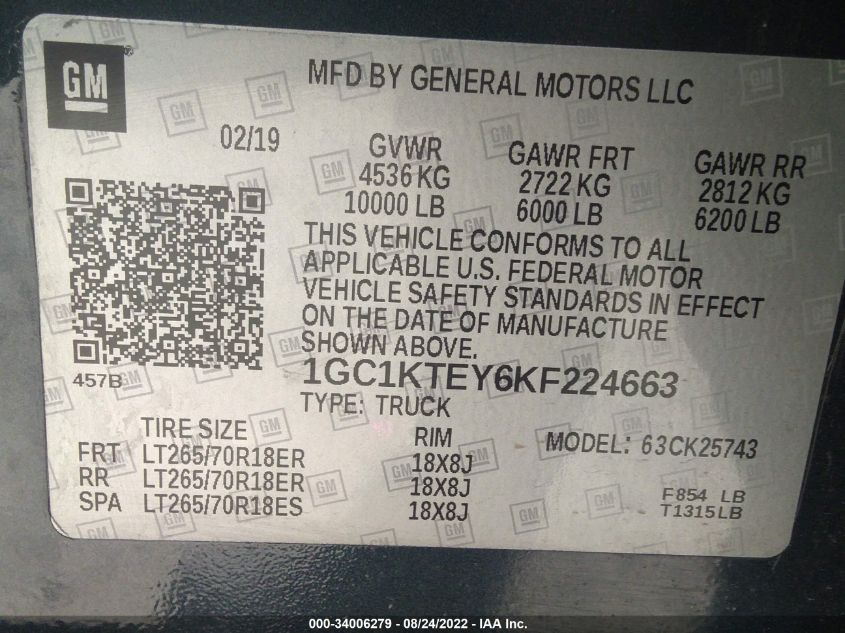 GM
MFD BY GENERAL MOTORS LLC
02/19
GVWR GAWR FRT GAWR RR
4536 KG 2722 KG 2812 KG
10000 LB 6000 LB 6200 LB
THIS VEHICLE CONFORMS TO ALL
APPLICABLE U.S. FEDERAL MOTOR
VEHICLE SAFETY STANDARDS IN EFFECT
ON THE DATE OF MANUFACTURE
SHOWN ABOVE.
457B
1GC1KTEY6KF224663
TYPE: TRUCK
TIRE SIZE RIM MODEL: 63CK25743
FRT LT265/70R18ER 18X8J
RR LT265/70R18ER 18X8J
SPA LT265/70R18ES 18X8J
F854 LB
T1315LB
000-34006279 - 08/24/2022 - IAA Inc.